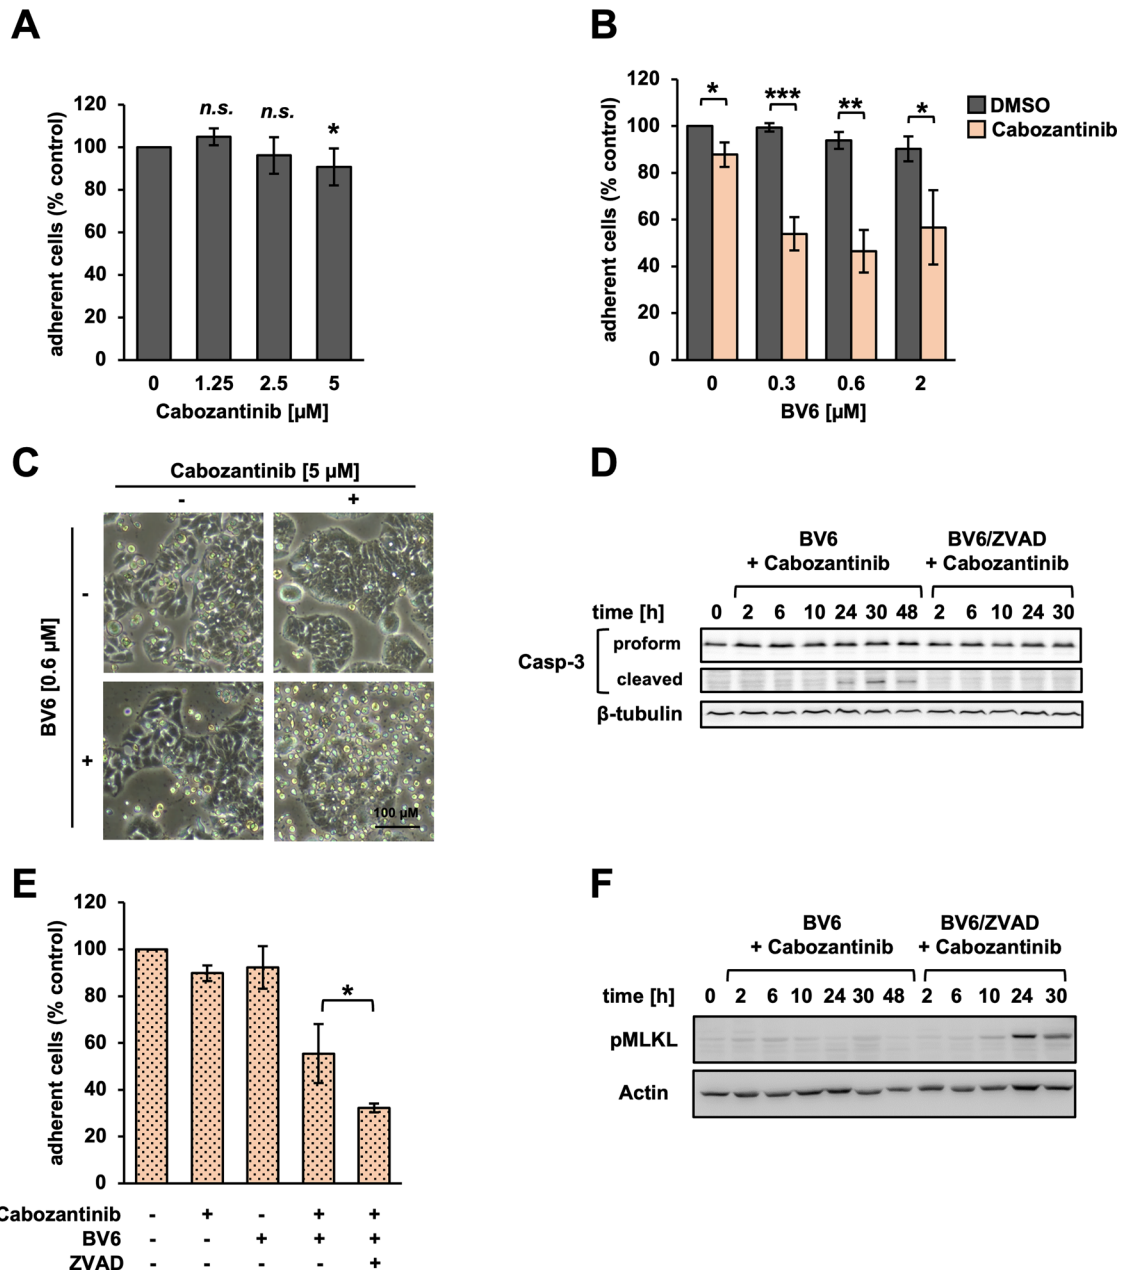 A
120
100
80
60
40
20
0
adherent cells (% control)
n.s.
n.s.
*
0 1.25 2.5 5
Cabozantinib [µM]
B
120
100
80
60
40
20
0
adherent cells (% control)
* *** ** *
DMSO
Cabozantinib
0 0.3 0.6 2
BV6 [µM]
C
Cabozantinib [5 µM]
- +
BV6 [0.6 µM]
-
+
100 µM
D
BV6
+ Cabozantinib
BV6/ZVAD
+ Cabozantinib
time [h] 0 2 6 10 24 30 48 2 6 10 24 30
Casp-3
proform
cleaved
β-tubulin
E
120
100
80
60
40
20
0
adherent cells (% control)
*
Cabozantinib - + - + +
BV6 - - + + +
ZVAD - - - - +
F
BV6
+ Cabozantinib
BV6/ZVAD
+ Cabozantinib
time [h] 0 2 6 10 24 30 48 2 6 10 24 30
pMLKL
Actin